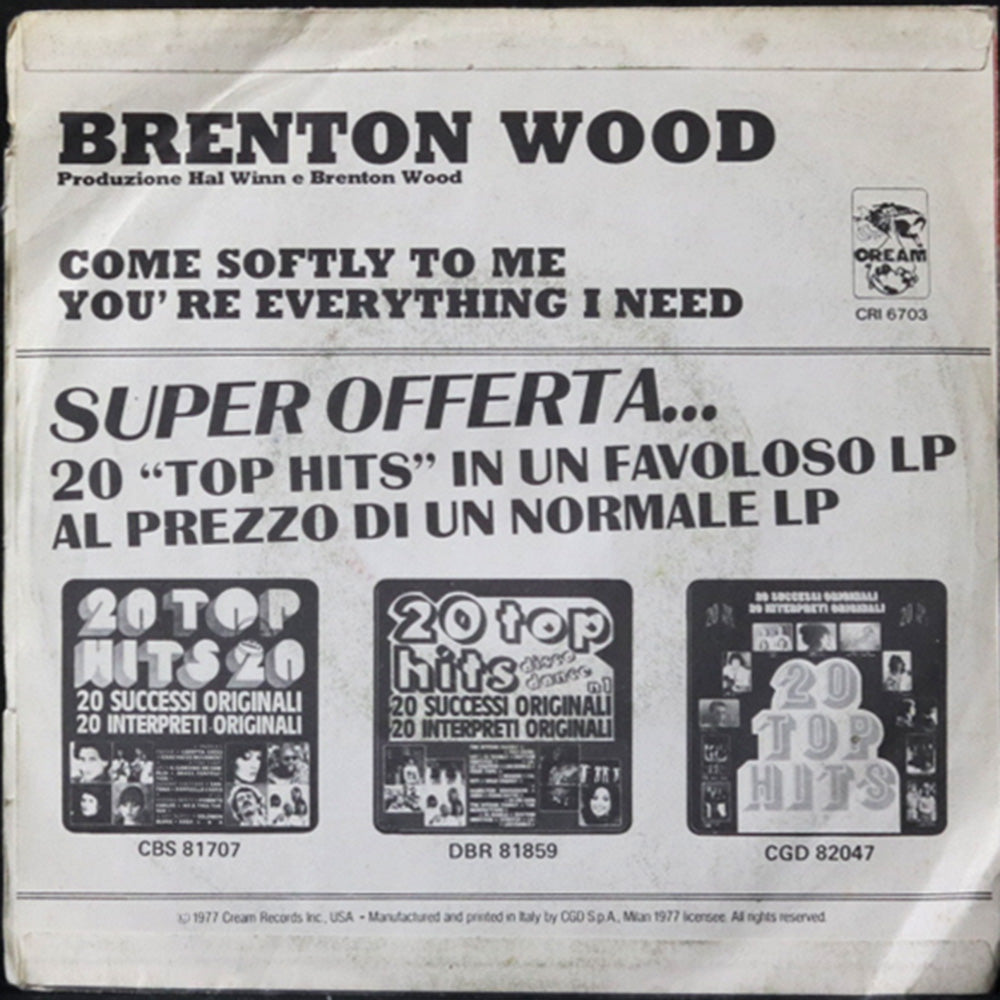 BRENTON WOOD
Produzione Hal Winn e Brenton Wood
COME SOFTLY TO ME
YOU'RE EVERYTHING I NEED
CREAM
CRI 6703
SUPER OFFERTA...
20 “TOP HITS” IN UN FAVOLOSO LP
AL PREZZO DI UN NORMALE LP
20 TOP
HITS 20
20 SUCCESSI ORIGINALI
20 INTERPRETI ORIGINALI
CBS 81707
20 top
hits disco
dance n1
20 SUCCESSI ORIGINALI
20 INTERPRETI ORIGINALI
DBR 81859
20 SUCCESSI ORIGINALI
20 INTERPRETI ORIGINALI
20
TOP
HITS
CGD 82047
1977 Cream Records Inc., USA - Manufactured and printed in Italy by CGD S.p.A., Milan 1977 licensee. All rights reserved.